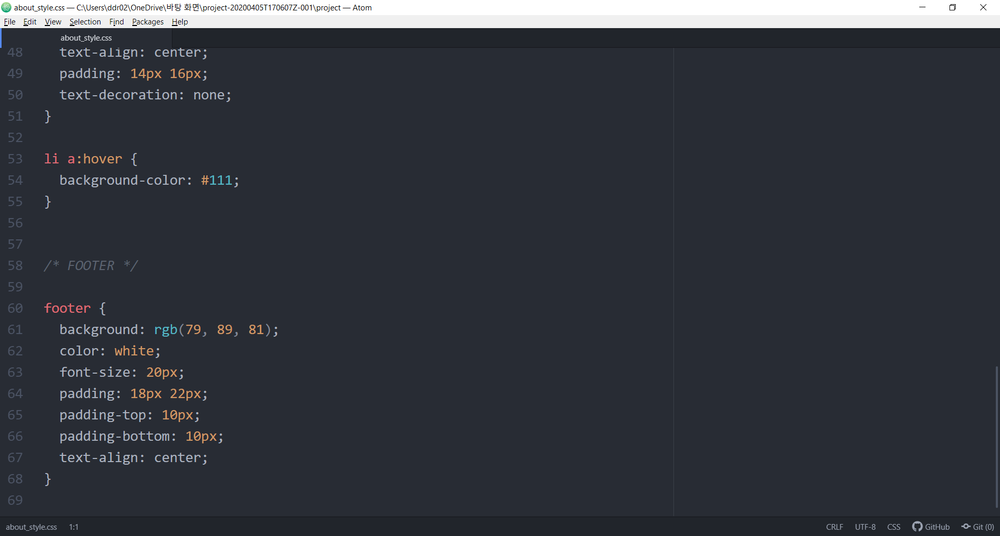 about_style.css — C:\Users\ddr02\OneDrive\바탕 화면\project-20200405T170607Z-001\project — Atom
File Edit View Selection Find Packages Help
about_style.css
48 text-align: center;
49 padding: 14px 16px;
50 text-decoration: none;
51 }
52
53 li a:hover {
54 background-color: #111;
55 }
56
57
58 /* FOOTER */
59
60 footer {
61 background: rgb(79, 89, 81);
62 color: white;
63 font-size: 20px;
64 padding: 18px 22px;
65 padding-top: 10px;
66 padding-bottom: 10px;
67 text-align: center;
68 }
69
about_style.css 1:1 CRLF UTF-8 CSS GitHub Git (0)